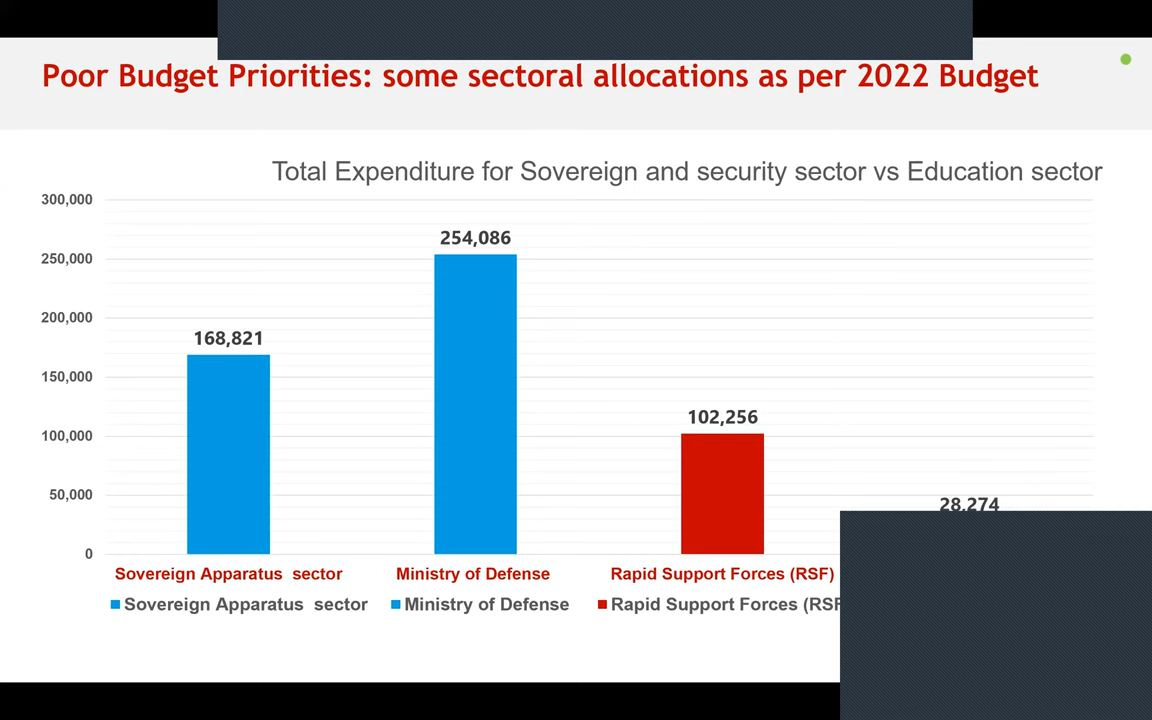 Poor Budget Priorities: some sectoral allocations as per 2022 Budget
Total Expenditure for Sovereign and security sector vs Education sector
300,000
250,000
200,000
150,000
100,000
50,000
0
168,821
254,086
102,256
28,274
Sovereign Apparatus sector Ministry of Defense Rapid Support Forces (RSF)
Sovereign Apparatus sector Ministry of Defense Rapid Support Forces (RSF